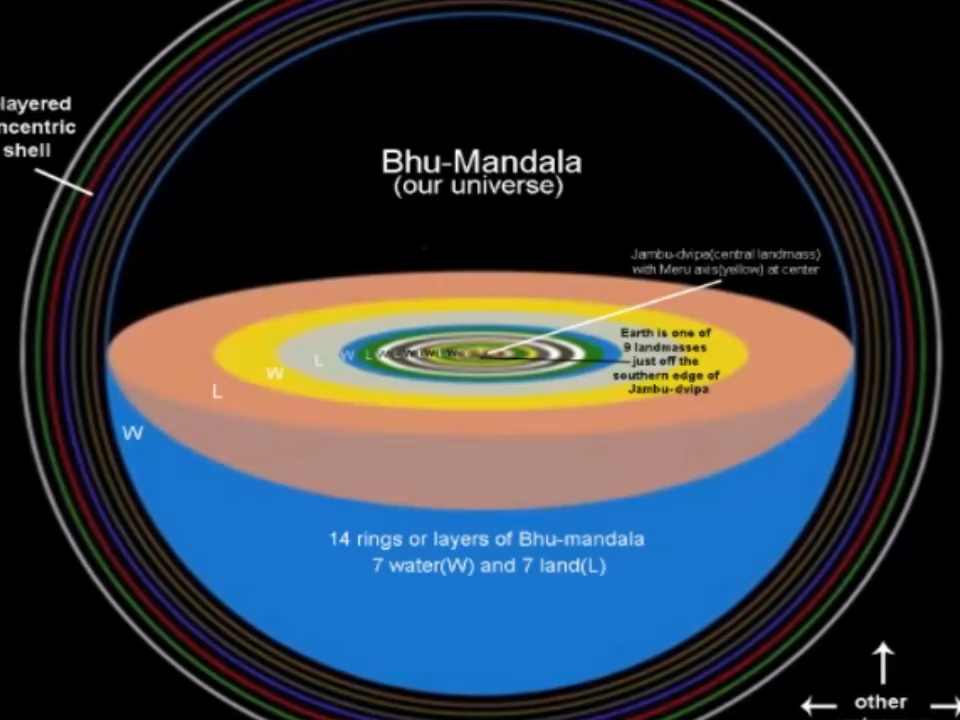 layered
ncentric
shell
Bhu-Mandala
(our universe)
Jambu-dvipa(central landmass)
with Meru axis(yellow) at center
Earth is one of
9 landmasses
just off the
southern edge of
Jambu-dvipa
L
W
L
W
L
W
14 rings or layers of Bhu-mandala
7 water(W) and 7 land(L)
other